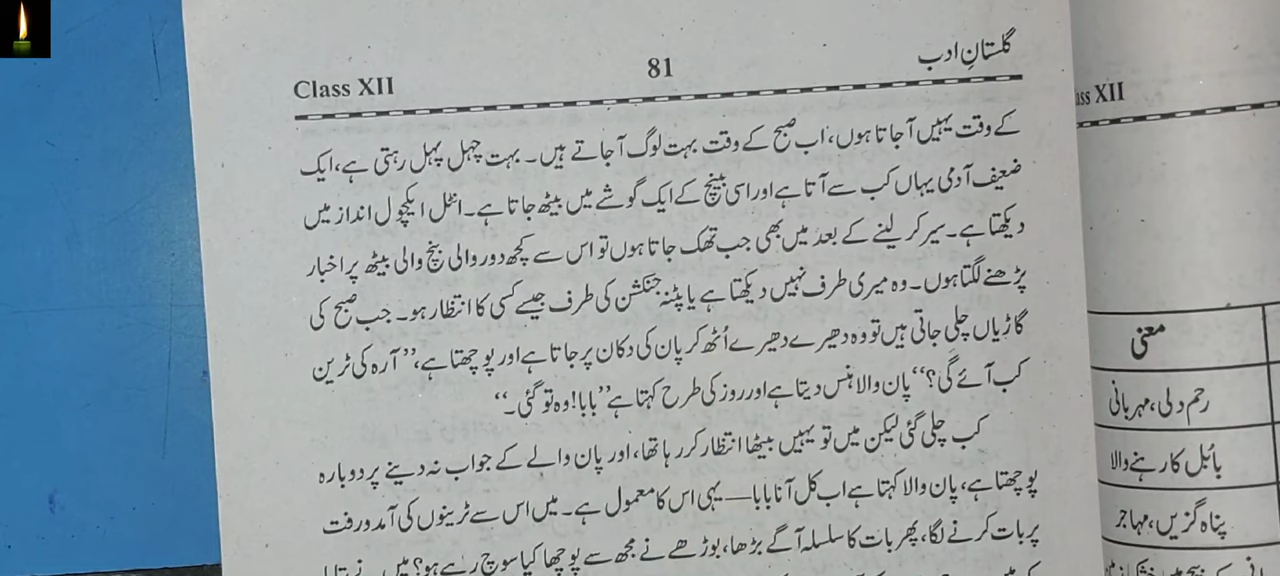 گلستانِ ادب
81
Class XII
کے وقت یہیں آجاتا ہوں، اب صبح کے وقت بہت لوگ آجاتے ہیں۔ بہت چہل پہل رہتی ہے، ایک
ضعیف آدمی یہاں کب سے آتا ہے اور اسی بینچ کے ایک گوشے میں بیٹھ جاتا ہے۔ انٹل ایکچول انداز میں
دیکھتا ہے۔ سیر کر لینے کے بعد میں بھی جب تھک جاتا ہوں تو اس سے کچھ دور والی بنچ والی بیٹھ پر اخبار
پڑھنے لگتا ہوں۔ وہ میری طرف نہیں دیکھتا ہے یا پٹنہ جنکشن کی طرف جیسے کسی کا انتظار ہو۔ جب صبح کی
گاڑیاں چلی جاتی ہیں تو وہ دھیرے دھیرے اُٹھ کر پان کی دکان پر جاتا ہے اور پوچھتا ہے، ’’آرہ کی ٹرین
کب آئے گی؟‘‘ پان والا ہنس دیتا ہے اور روز کی طرح کہتا ہے ’’بابا! وہ تو گئی۔‘‘
کب چلی گئی لیکن میں تو یہیں بیٹھا انتظار کر رہا تھا، اور پان والے کے جواب نہ دینے پر دوبارہ
پوچھتا ہے، پان والا کہتا ہے اب کل آنا بابا— یہی اس کا معمول ہے۔ میں اس سے ٹرینوں کی آمد و رفت
پر بات کرنے لگا، پھر بات کا سلسلہ آگے بڑھا، بوڑھے نے مجھ سے پوچھا کیا سوچ رہے ہو؟ میں نے بتایا
ass XII
معنی
رحم دلی، مہربانی
بائبل کا رہنے والا
پناہ گزیں، مہاجر